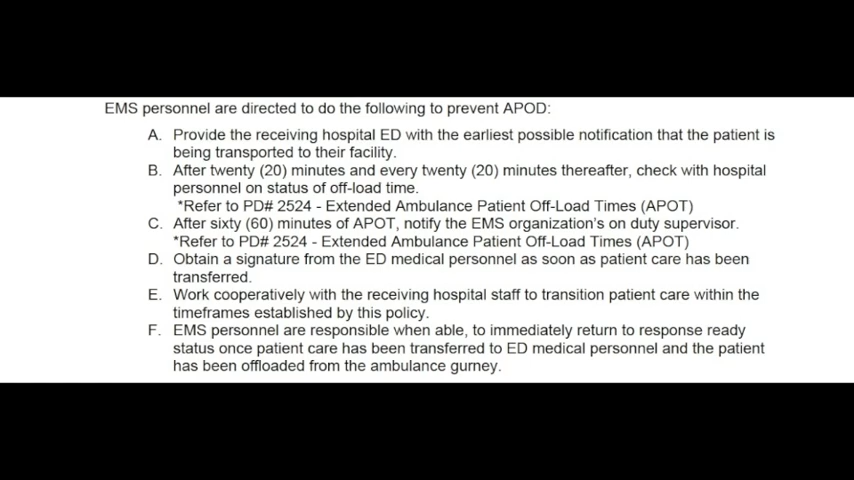 EMS personnel are directed to do the following to prevent APOD:
A. Provide the receiving hospital ED with the earliest possible notification that the patient is
being transported to their facility.
B. After twenty (20) minutes and every twenty (20) minutes thereafter, check with hospital
personnel on status of off-load time.
*Refer to PD# 2524 - Extended Ambulance Patient Off-Load Times (APOT)
C. After sixty (60) minutes of APOT, notify the EMS organization's on duty supervisor.
*Refer to PD# 2524 - Extended Ambulance Patient Off-Load Times (APOT)
D. Obtain a signature from the ED medical personnel as soon as patient care has been
transferred.
E. Work cooperatively with the receiving hospital staff to transition patient care within the
timeframes established by this policy.
F. EMS personnel are responsible when able, to immediately return to response ready
status once patient care has been transferred to ED medical personnel and the patient
has been offloaded from the ambulance gurney.